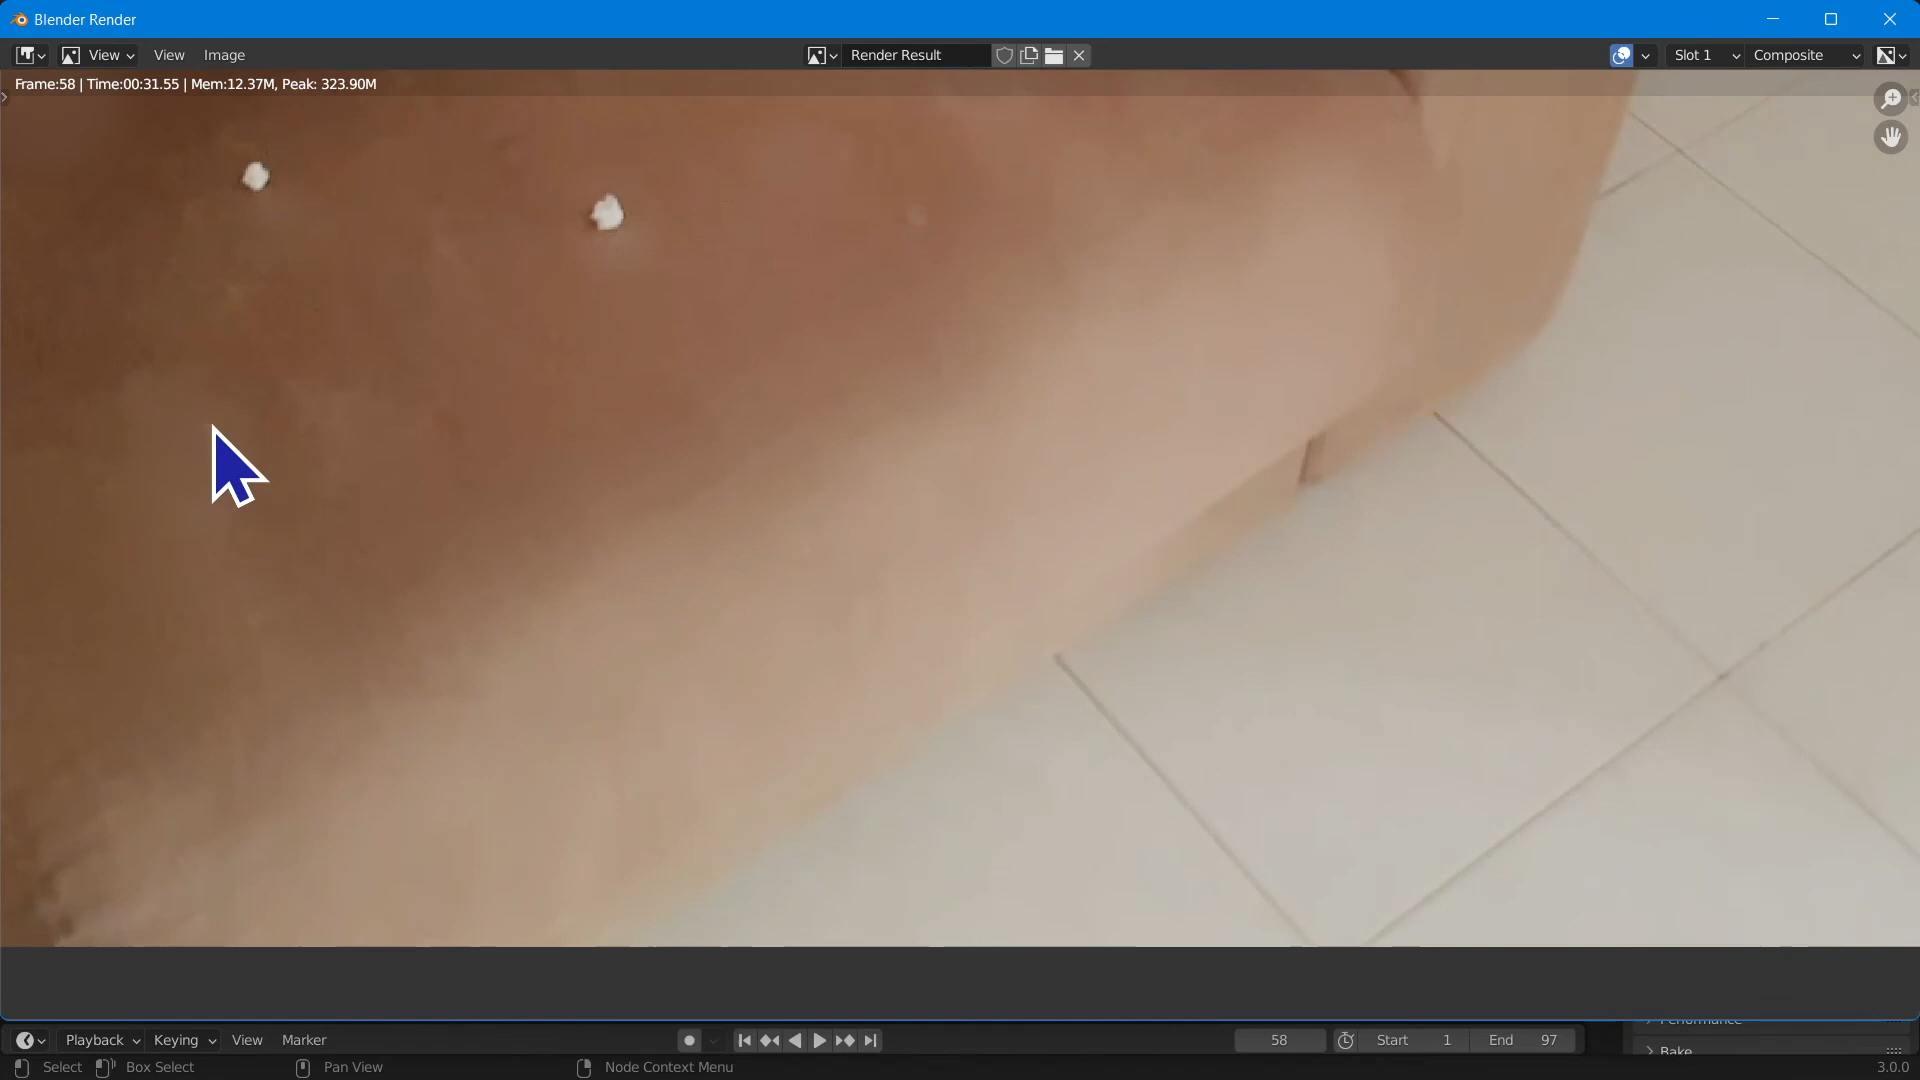 Blender Render
View View Image Render Result Slot 1 Composite
Frame:58 | Time:00:31.55 | Mem:12.37M, Peak: 323.90M
Performance
Playback Keying View Marker 58 Start 1 End 97
Bake
Select Box Select Pan View Node Context Menu 3.0.0